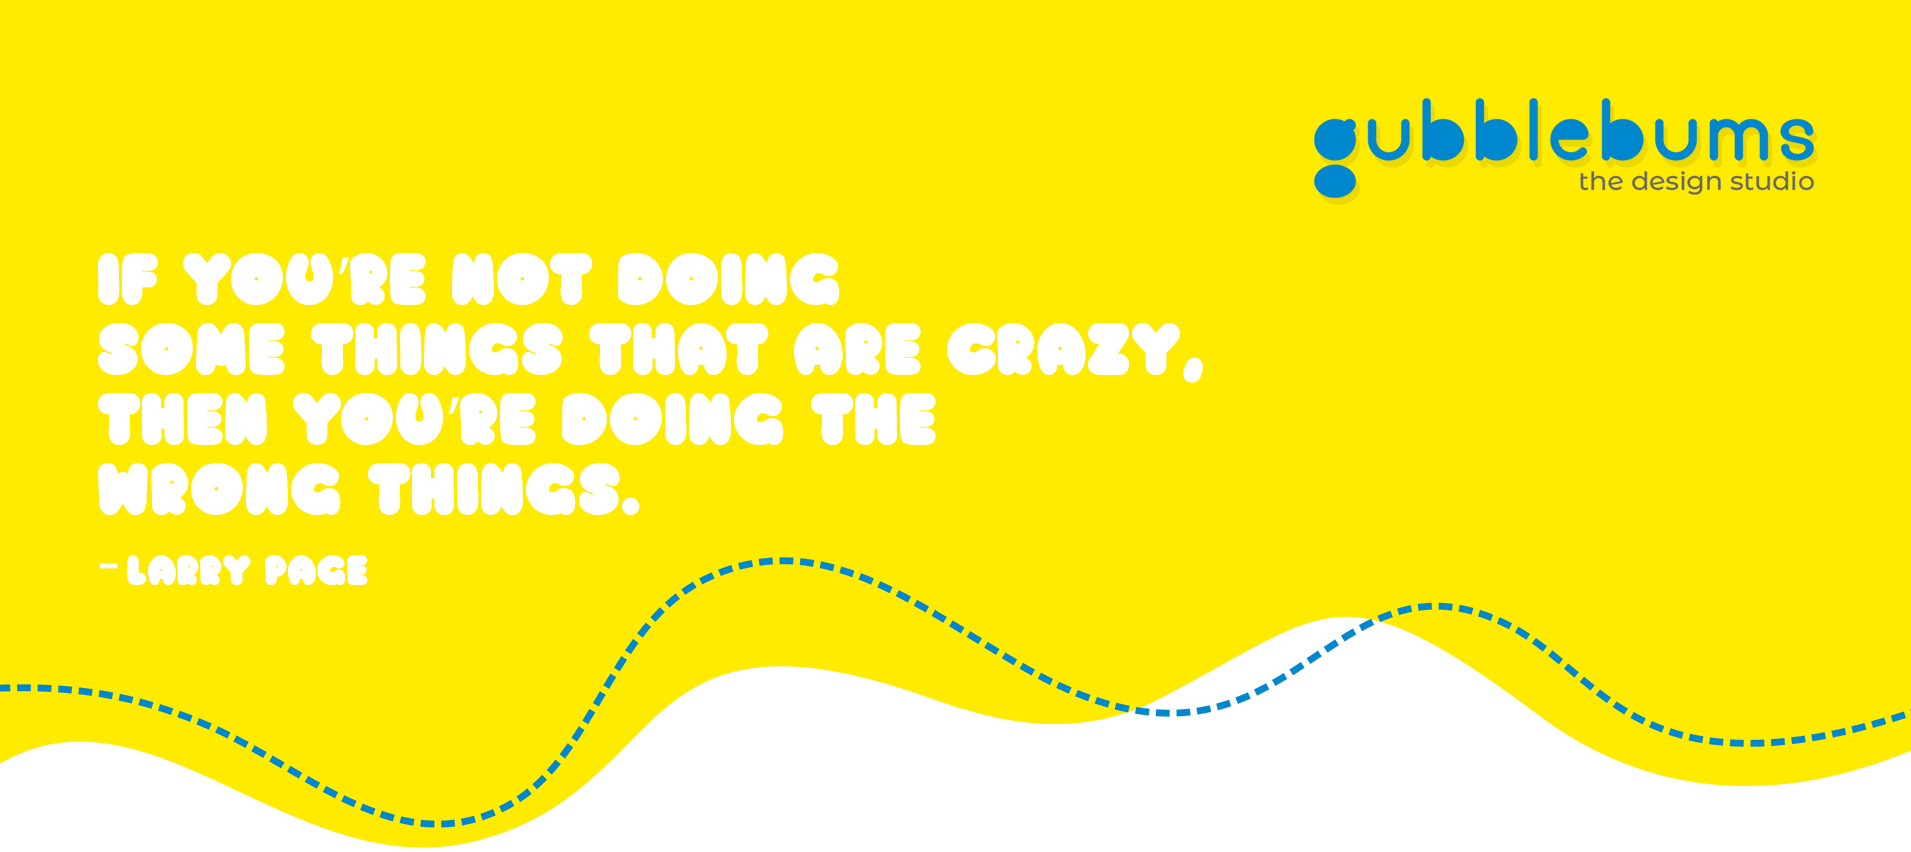 gubblebums
the design studio
IF YOU'RE NOT DOING
SOME THINGS THAT ARE CRAZY,
THEN YOU'RE DOING THE
WRONG THINGS.
- LARRY PAGE